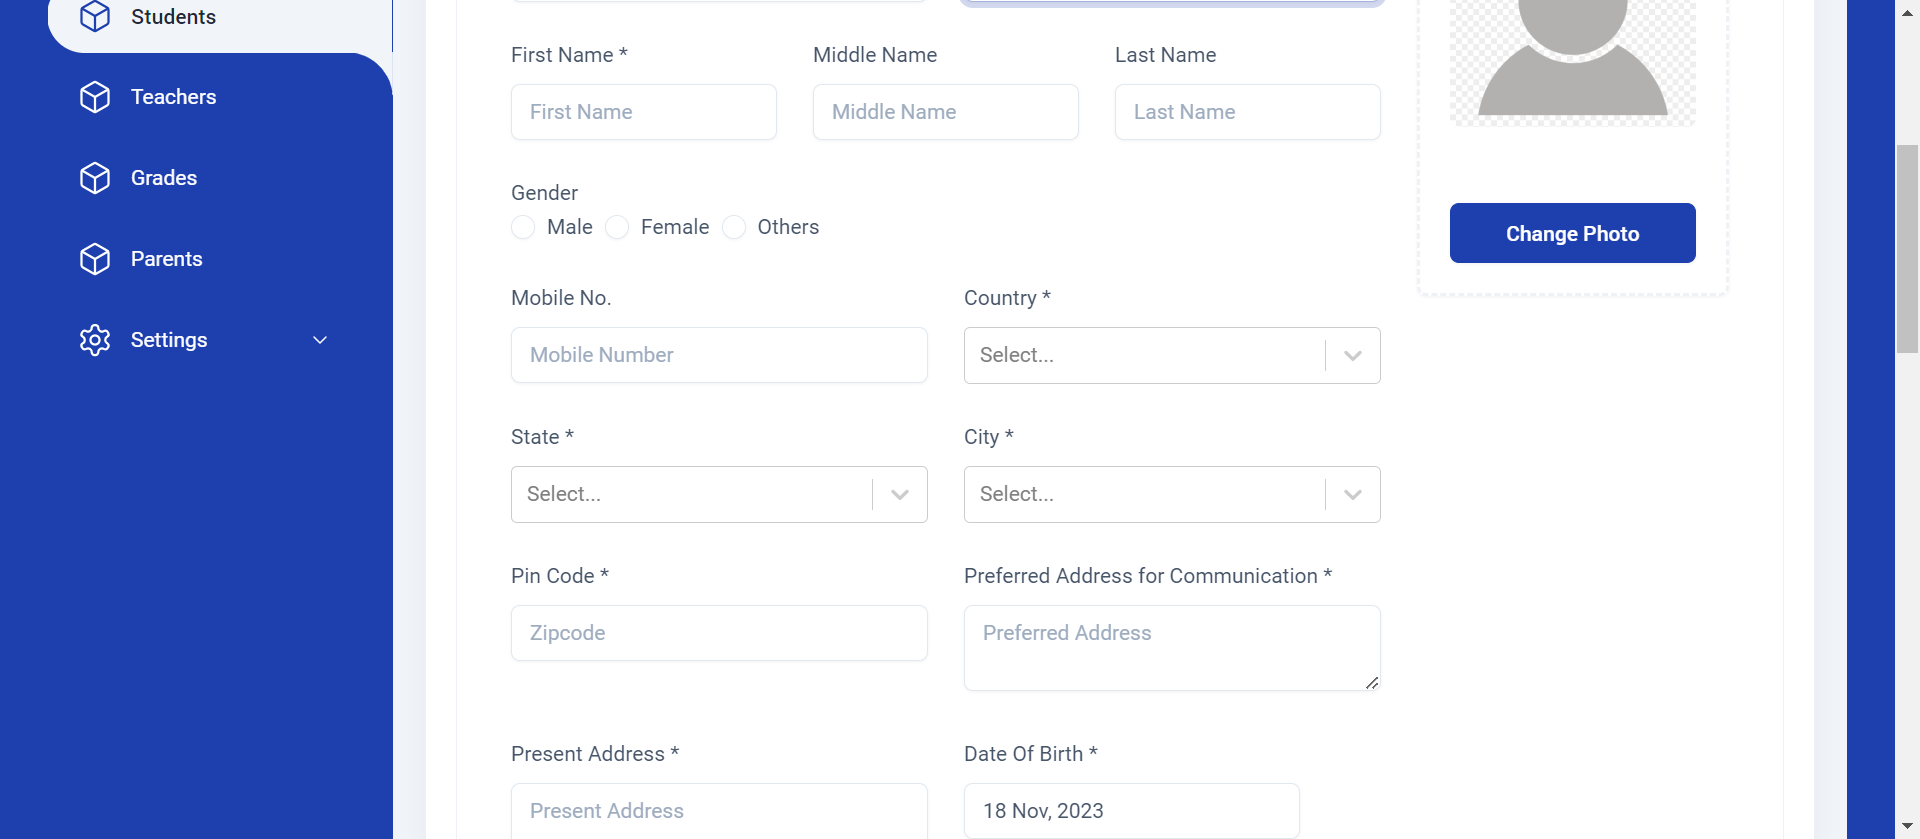 Students
Teachers
Grades
Parents
Settings
First Name *
Middle Name
Last Name
First Name
Middle Name
Last Name
Gender
Male
Female
Others
Change Photo
Mobile No.
Country *
Mobile Number
Select...
State *
City *
Select...
Select...
Pin Code *
Preferred Address for Communication *
Zipcode
Preferred Address
Present Address *
Date Of Birth *
Present Address
18 Nov, 2023